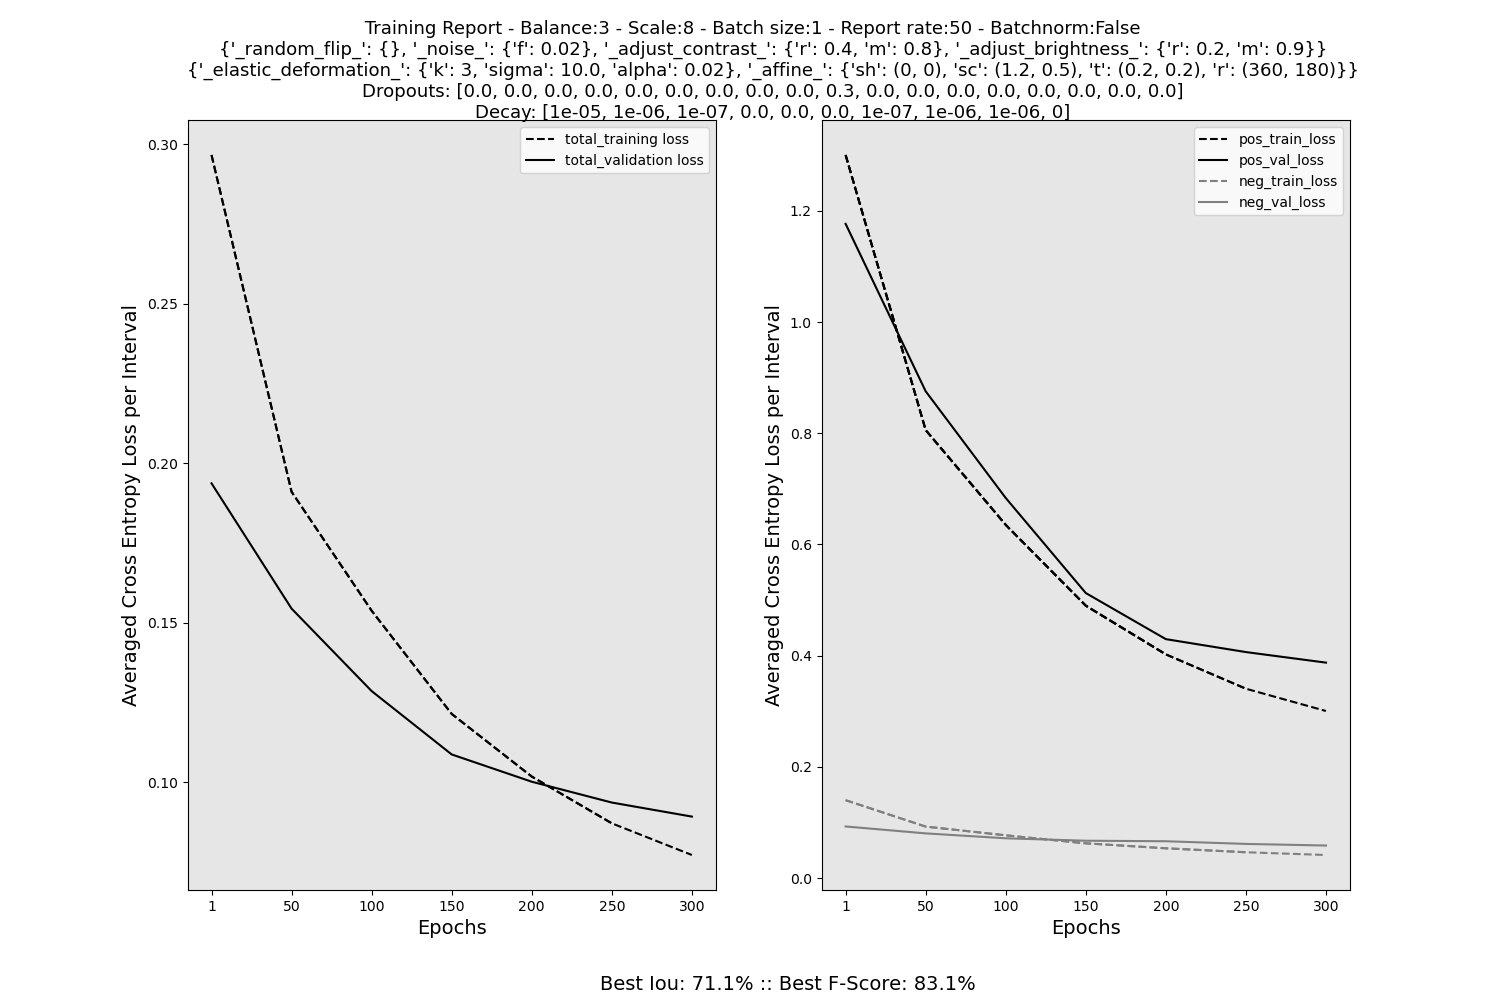 Training Report - Balance:3 - Scale:8 - Batch size:1 - Report rate:50 - Batchnorm:False
{'_random_flip_': {}, '_noise_': {'f': 0.02}, '_adjust_contrast_': {'r': 0.4, 'm': 0.8}, '_adjust_brightness_': {'r': 0.2, 'm': 0.9}}
{'_elastic_deformation_': {'k': 3, 'sigma': 10.0, 'alpha': 0.02}, '_affine_': {'sh': (0, 0), 'sc': (1.2, 0.5), 't': (0.2, 0.2), 'r': (360, 180)}}
Dropouts: [0.0, 0.0, 0.0, 0.0, 0.0, 0.0, 0.0, 0.0, 0.0, 0.3, 0.0, 0.0, 0.0, 0.0, 0.0, 0.0, 0.0, 0.0]
Decay: [1e-05, 1e-06, 1e-07, 0.0, 0.0, 0.0, 1e-07, 1e-06, 1e-06, 0]
total_training loss
total_validation loss
0.30
0.25
0.20
0.15
0.10
Averaged Cross Entropy Loss per Interval
1 50 100 150 200 250 300
Epochs
pos_train_loss
pos_val_loss
neg_train_loss
neg_val_loss
1.2
1.0
0.8
0.6
0.4
0.2
0.0
Averaged Cross Entropy Loss per Interval
1 50 100 150 200 250 300
Epochs
Best Iou: 71.1% :: Best F-Score: 83.1%